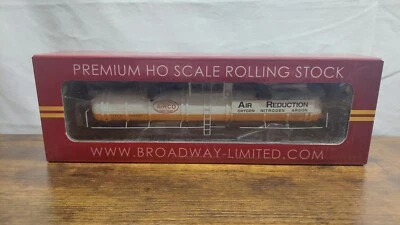 PREMIUM HO SCALE ROLLING STOCK
AIRCO
AIR REDUCTION
OXYGEN NITROGEN ARGON
WWW.BROADWAY-LIMITED.COM